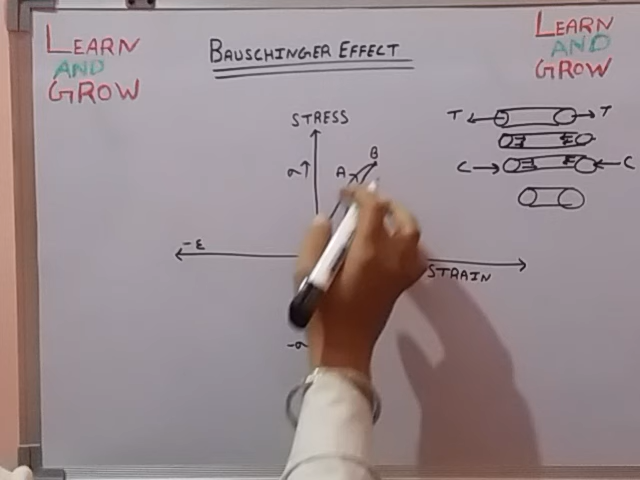 LEARN
AND
GROW
BAUSCHINGER EFFECT
LEARN
AND
GROW
STRESS
T
T
B
A
σ↑
C
C
-ε
STRAIN
-σ